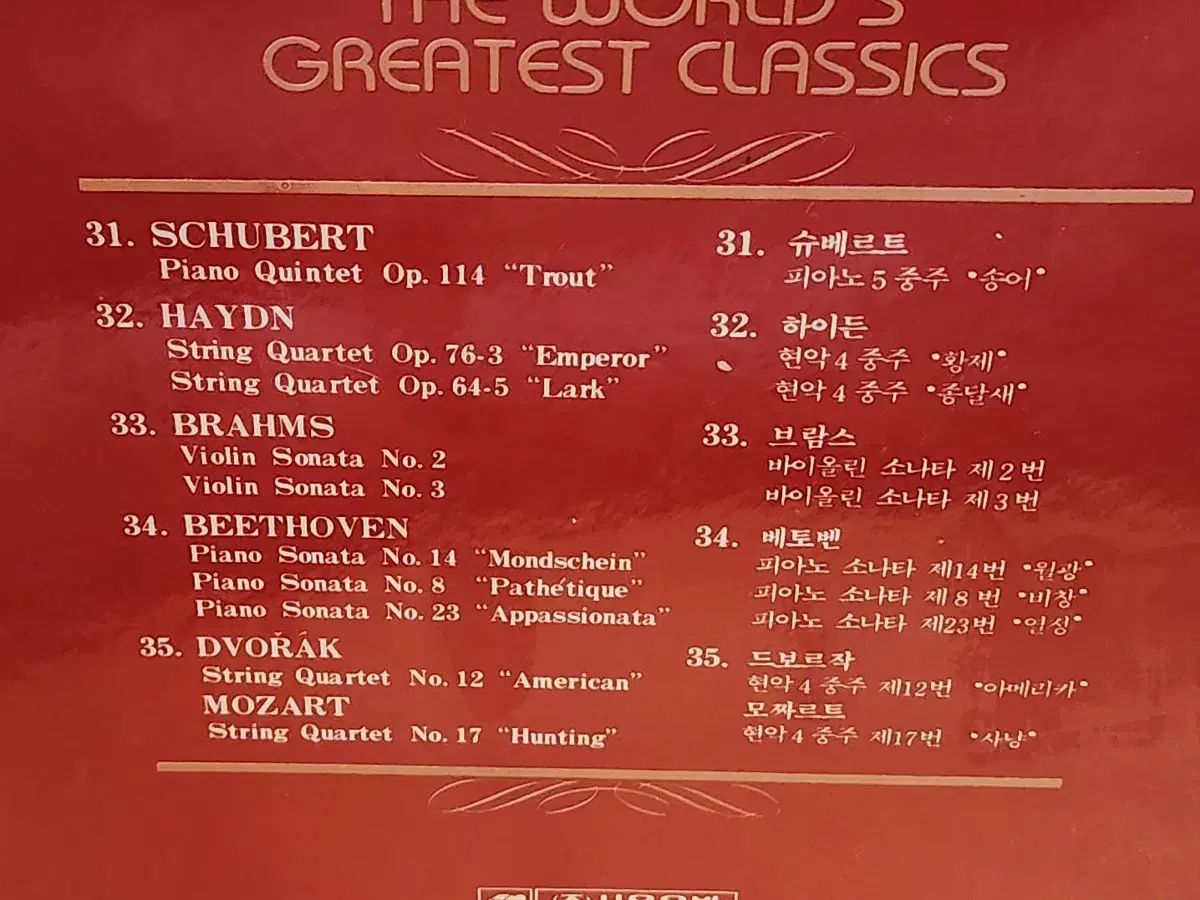 THE WORLD'S
GREATEST CLASSICS
31. SCHUBERT
Piano Quintet Op. 114 “Trout”
32. HAYDN
String Quartet Op. 76-3 “Emperor”
String Quartet Op. 64-5 “Lark”
33. BRAHMS
Violin Sonata No. 2
Violin Sonata No. 3
34. BEETHOVEN
Piano Sonata No. 14 “Mondschein”
Piano Sonata No. 8 “Pathétique”
Piano Sonata No. 23 “Appassionata”
35. DVOŘÁK
String Quartet No. 12 “American”
MOZART
String Quartet No. 17 “Hunting”
31. 슈베르트
피아노 5 중주 “송어”
32. 하이든
현악 4 중주 “황제”
현악 4 중주 “종달새”
33. 브람스
바이올린 소나타 제 2 번
바이올린 소나타 제 3 번
34. 베토벤
피아노 소나타 제14번 “월광”
피아노 소나타 제 8 번 “비창”
피아노 소나타 제23번 “열정”
35. 드보르작
현악 4 중주 제12번 “아메리카”
모짜르트
현악 4 중주 제17번 “사냥”